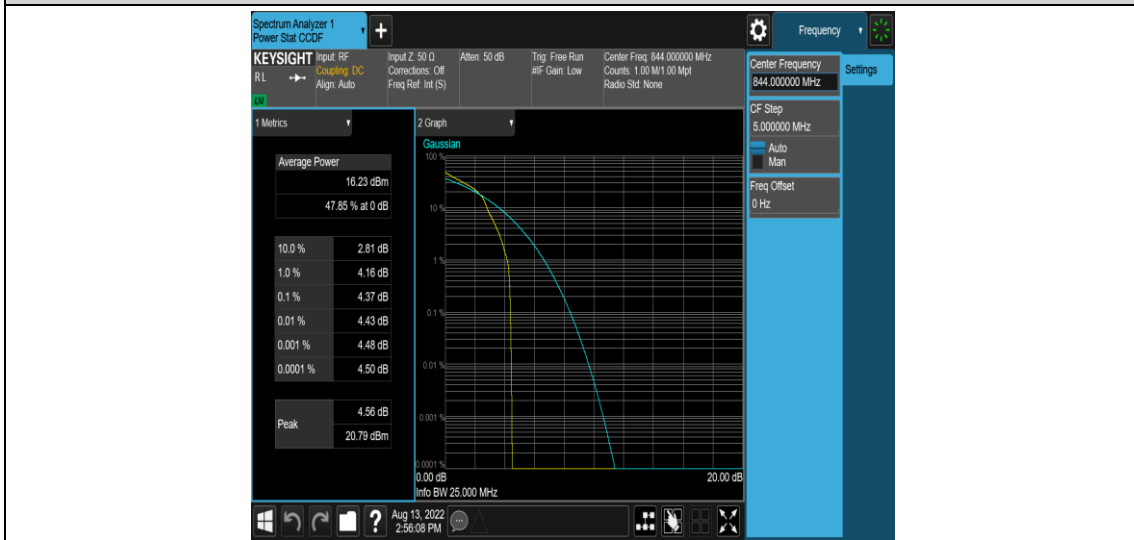 Spectrum Analyzer 1
Power Stat CCDF
Frequency
KEYSIGHT
RL
Input: RF
Coupling: DC
Align: Auto
Input Z: 50 Ω
Corrections: Off
Freq Ref: Int (S)
Atten: 50 dB
Trig: Free Run
#IF Gain: Low
Center Freq: 844.000000 MHz
Counts: 1.00 M/1.00 Mpt
Radio Std: None
Center Frequency
844.000000 MHz
Settings
CF Step
5.000000 MHz
Auto
Man
Freq Offset
0 Hz
1 Metrics
Average Power
16.23 dBm
47.85 % at 0 dB
10.0 % 2.81 dB
1.0 % 4.16 dB
0.1 % 4.37 dB
0.01 % 4.43 dB
0.001 % 4.48 dB
0.0001 % 4.50 dB
Peak
4.56 dB
20.79 dBm
2 Graph
Gaussian
100 %
10 %
1 %
0.1 %
0.01 %
0.001 %
0.0001 %
0.00 dB 20.00 dB
Info BW 25.000 MHz
Aug 13, 2022
2:56:08 PM